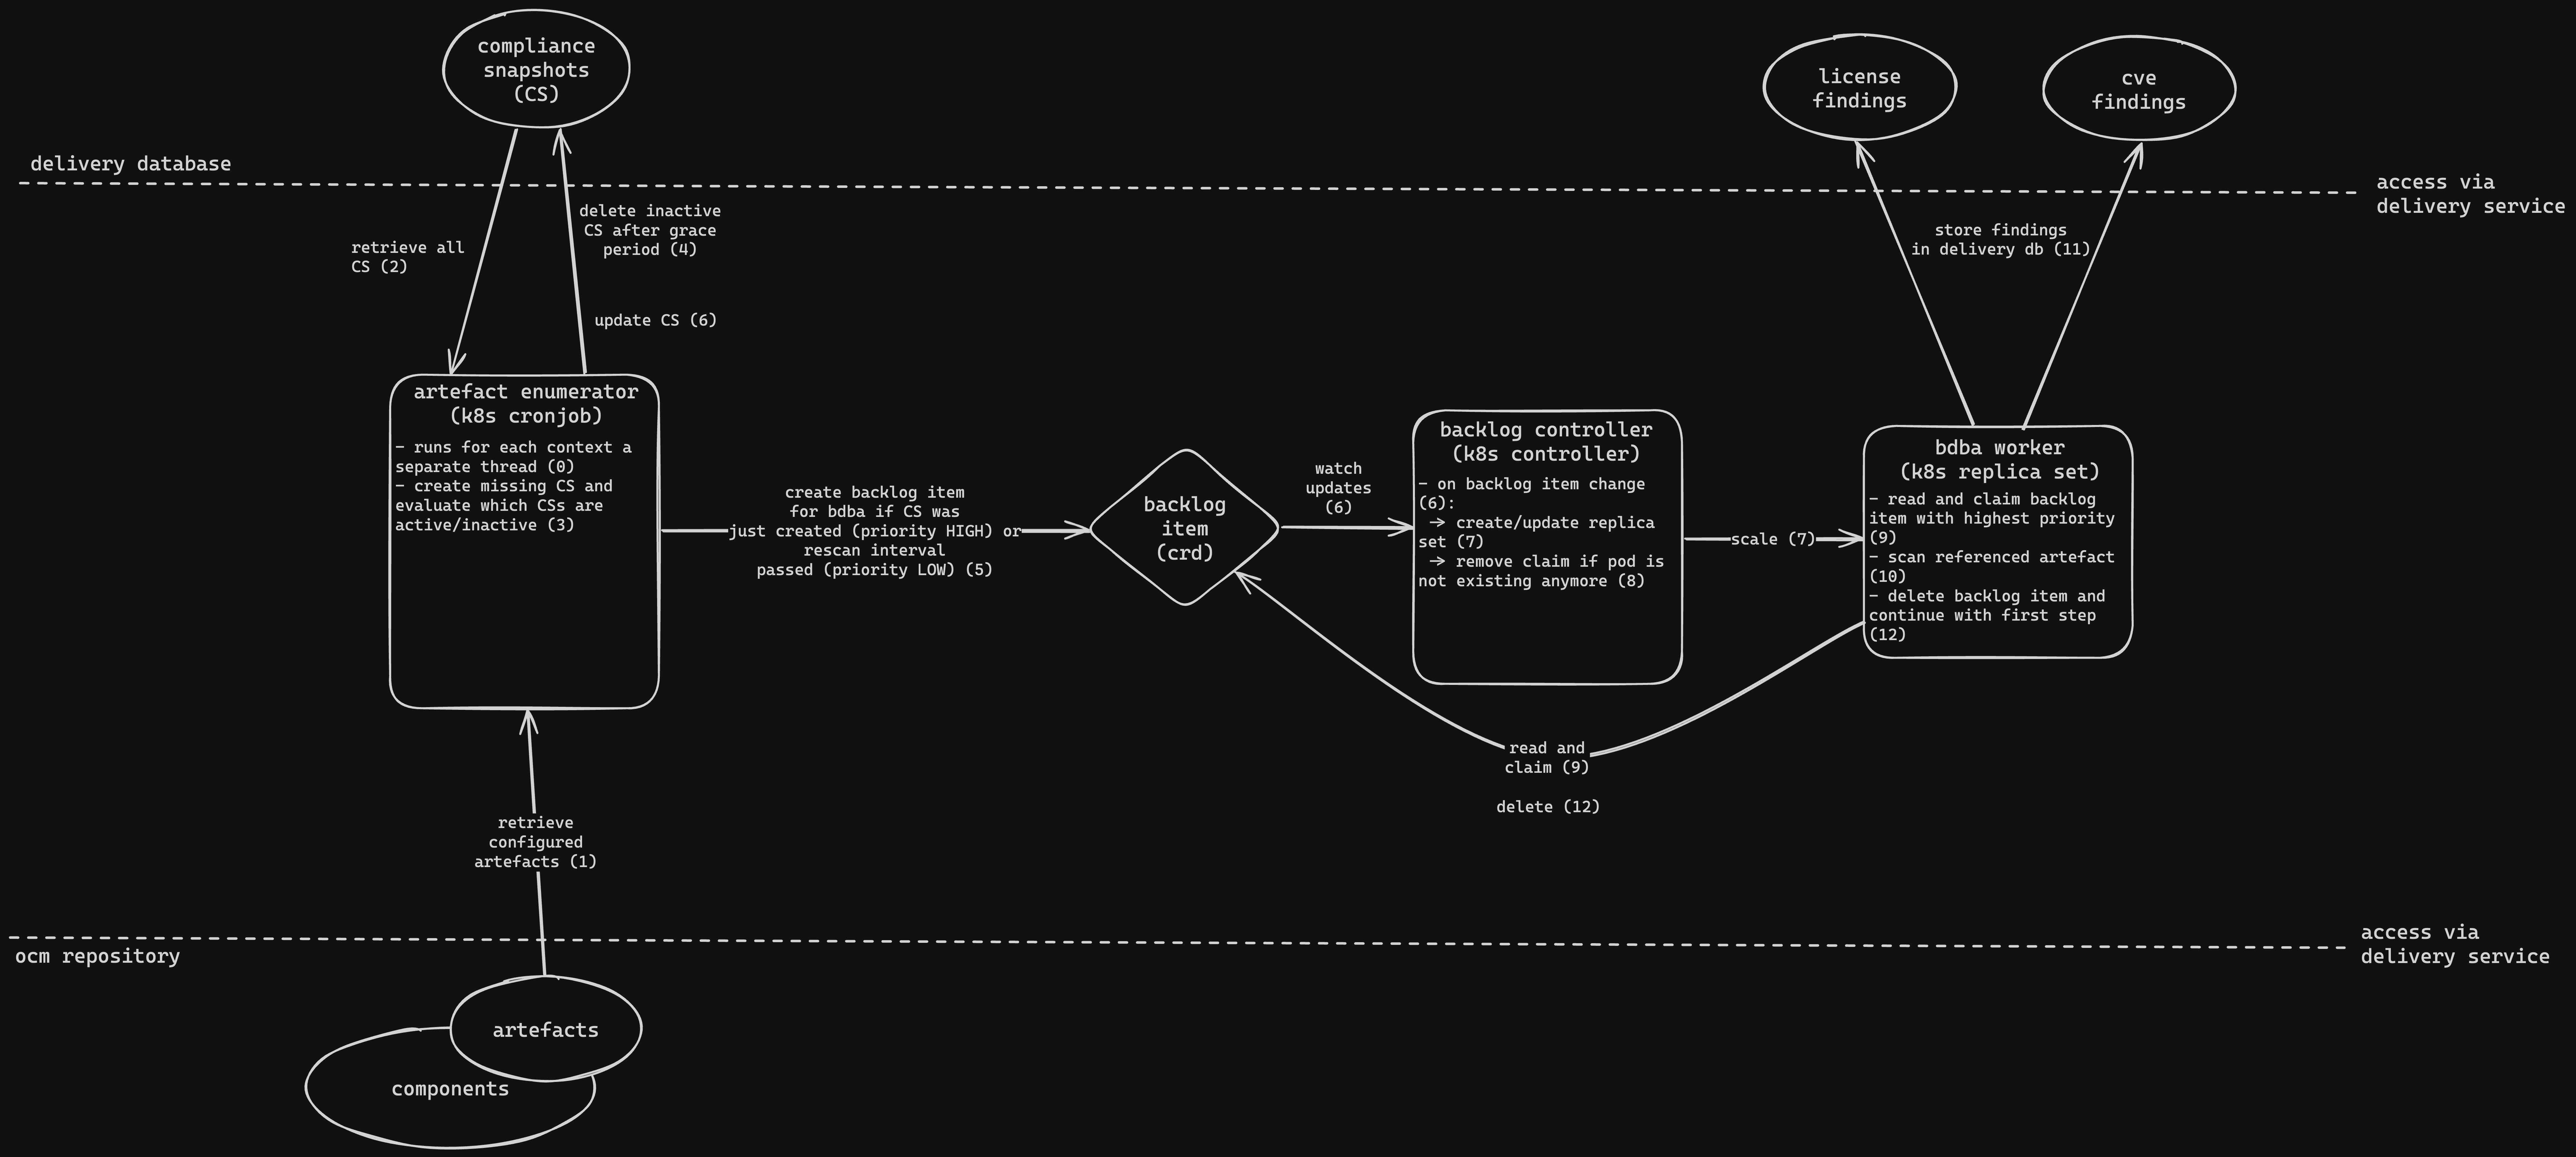 compliance
snapshots
(CS)
license
findings
cve
findings
delivery database
access via
delivery service
retrieve all
CS (2)
delete inactive
CS after grace
period (4)
update CS (6)
store findings
in delivery db (11)
artefact enumerator
(k8s cronjob)
- runs for each context a
separate thread (0)
- create missing CS and
evaluate which CSs are
active/inactive (3)
create backlog item
for bdba if CS was
just created (priority HIGH) or
rescan interval
passed (priority LOW) (5)
backlog
item
(crd)
watch
updates
(6)
backlog controller
(k8s controller)
- on backlog item change
(6):
→ create/update replica
set (7)
→ remove claim if pod is
not existing anymore (8)
scale (7)
bdba worker
(k8s replica set)
- read and claim backlog
item with highest priority
(9)
- scan referenced artefact
(10)
- delete backlog item and
continue with first step
(12)
read and
claim (9)
delete (12)
retrieve
configured
artefacts (1)
ocm repository
access via
delivery service
artefacts
components